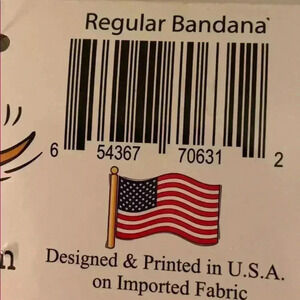 Regular Bandana
6 54367 70631 2
n
Designed & Printed in U.S.A.
on Imported Fabric